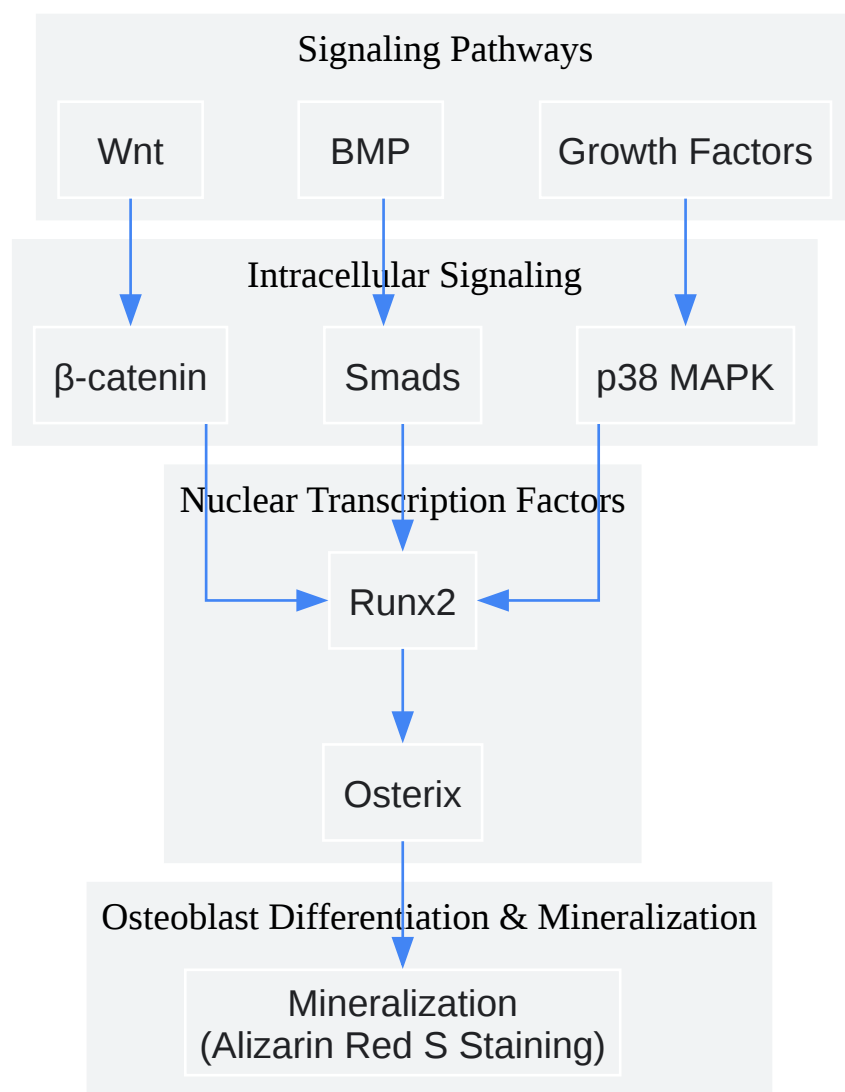 Signaling Pathways
Wnt
BMP
Growth Factors
Intracellular Signaling
β-catenin
Smads
p38 MAPK
Nuclear Transcription Factors
Runx2
Osterix
Osteoblast Differentiation & Mineralization
Mineralization
(Alizarin Red S Staining)